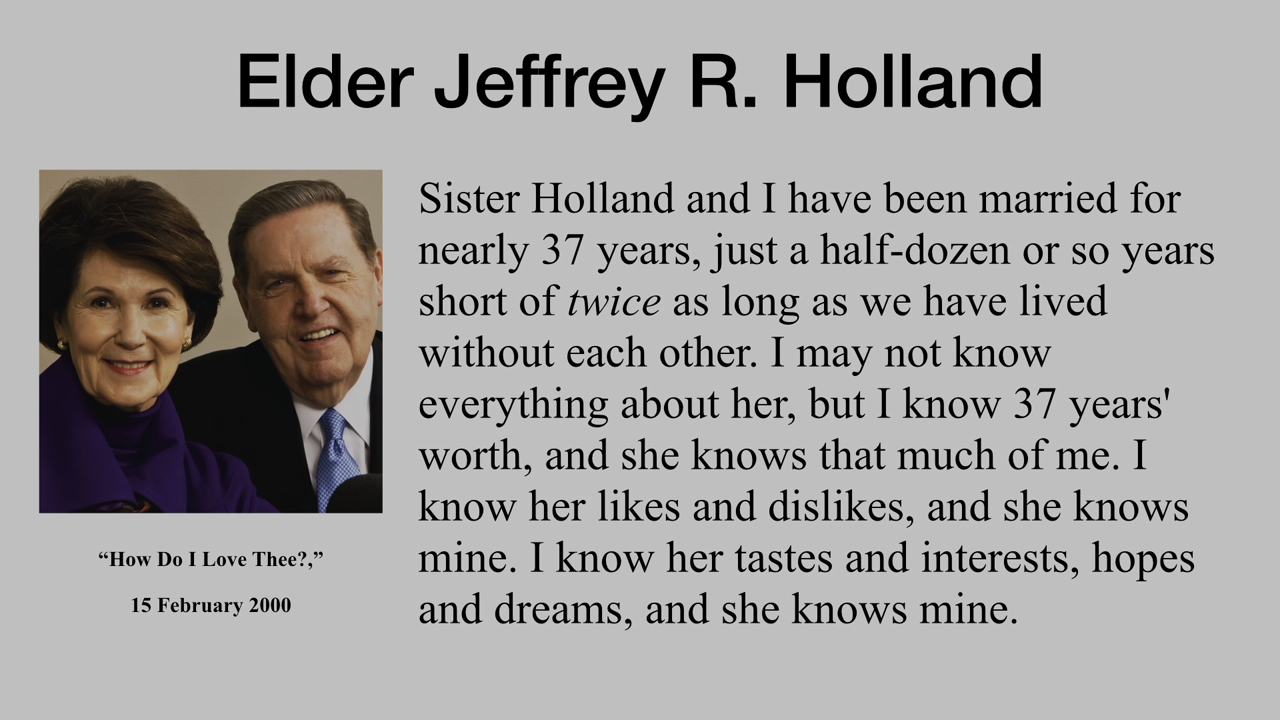 Elder Jeffrey R. Holland
Sister Holland and I have been married for
nearly 37 years, just a half-dozen or so years
short of twice as long as we have lived
without each other. I may not know
everything about her, but I know 37 years'
worth, and she knows that much of me. I
know her likes and dislikes, and she knows
mine. I know her tastes and interests, hopes
and dreams, and she knows mine.
“How Do I Love Thee?,”
15 February 2000